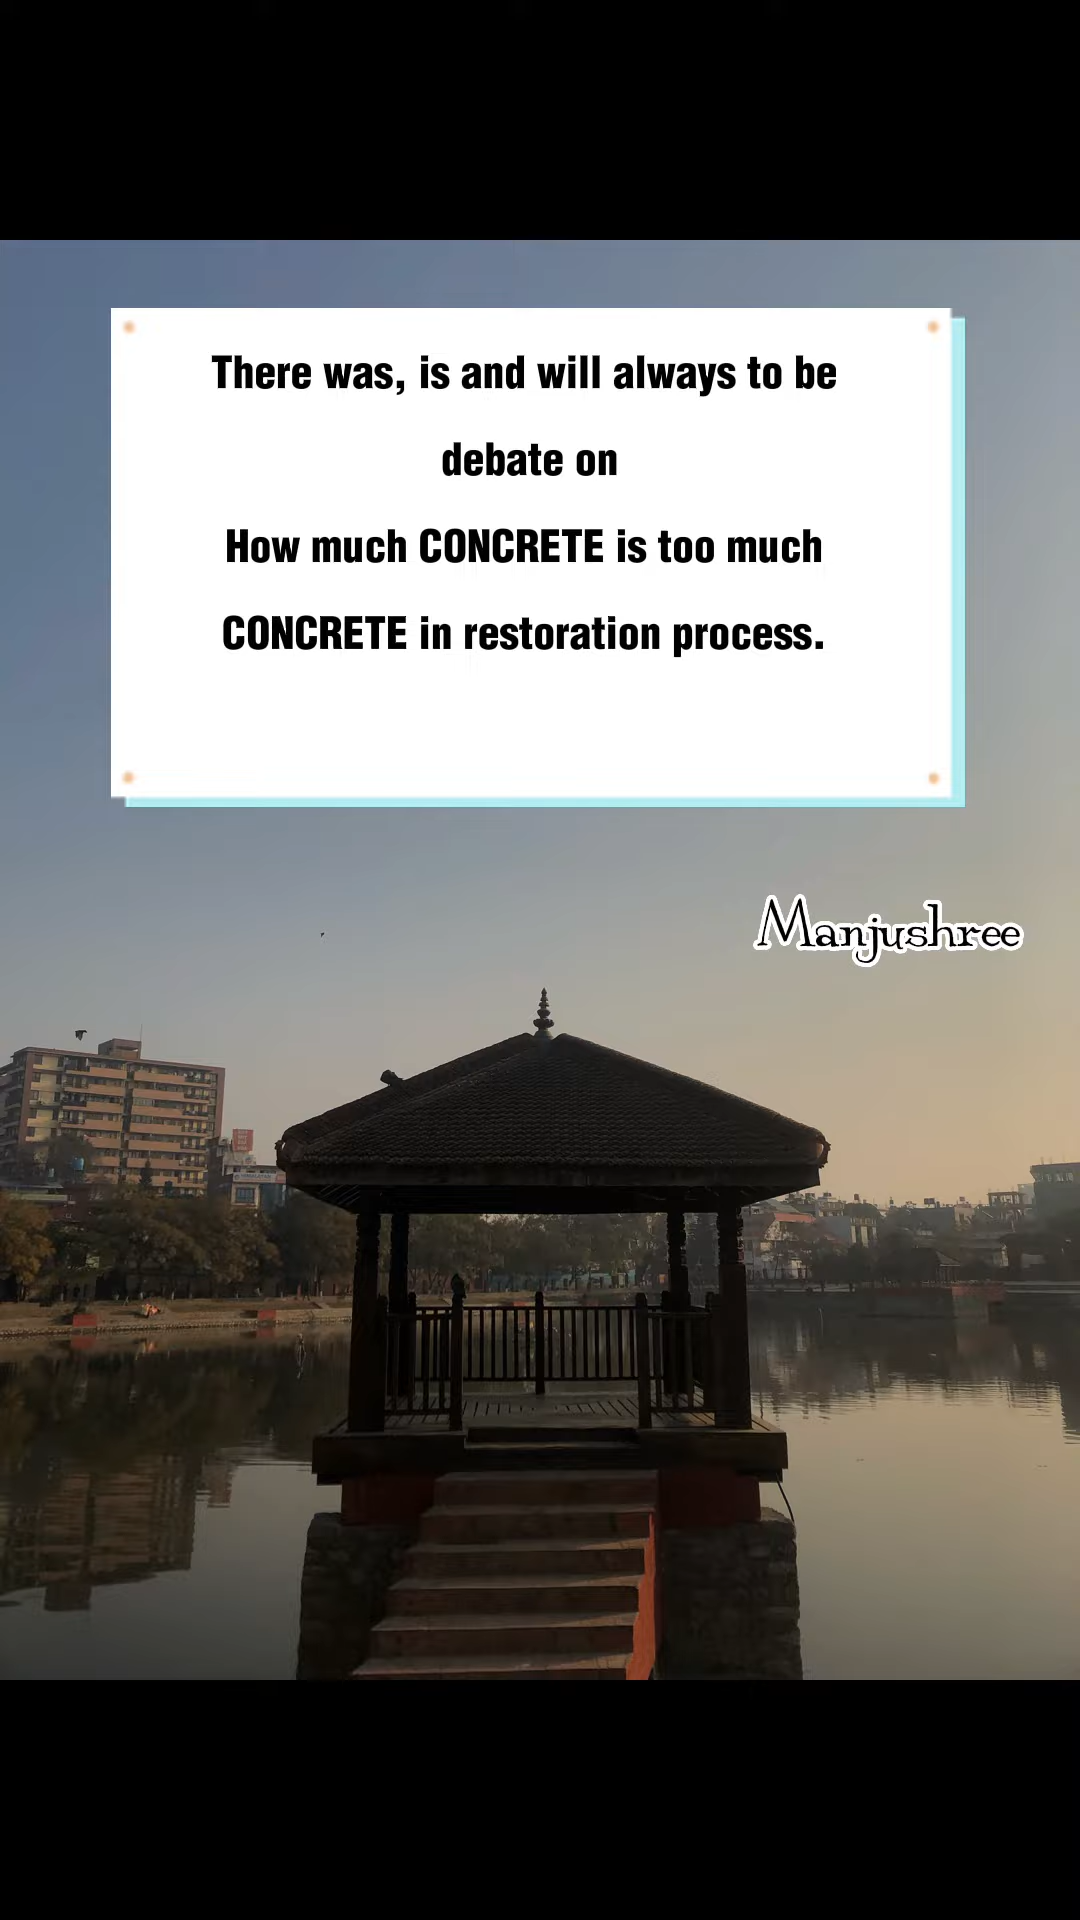 There was, is and will always to be
debate on
How much CONCRETE is too much
CONCRETE in restoration process.
Manjushree